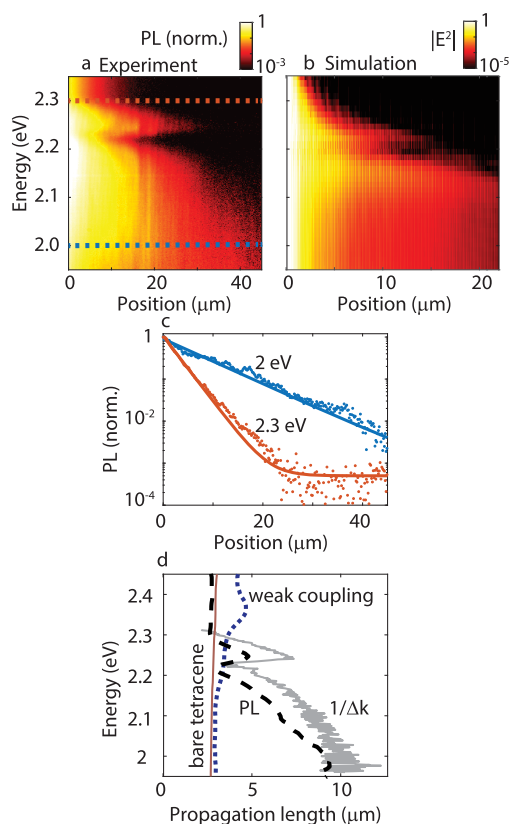 PL (norm.)
1
10⁻³
|E²|
1
10⁻⁵
a Experiment
b Simulation
Energy (eV)
2.3
2.2
2.1
2.0
0
20
40
Position (μm)
0
10
20
Position (μm)
c
PL (norm.)
1
10⁻²
10⁻⁴
2 eV
2.3 eV
0
20
40
Position (μm)
d
Energy (eV)
2.4
2.3
2.2
2.1
2
weak coupling
bare tetracene
PL
1/Δk
0
5
10
Propagation length (μm)